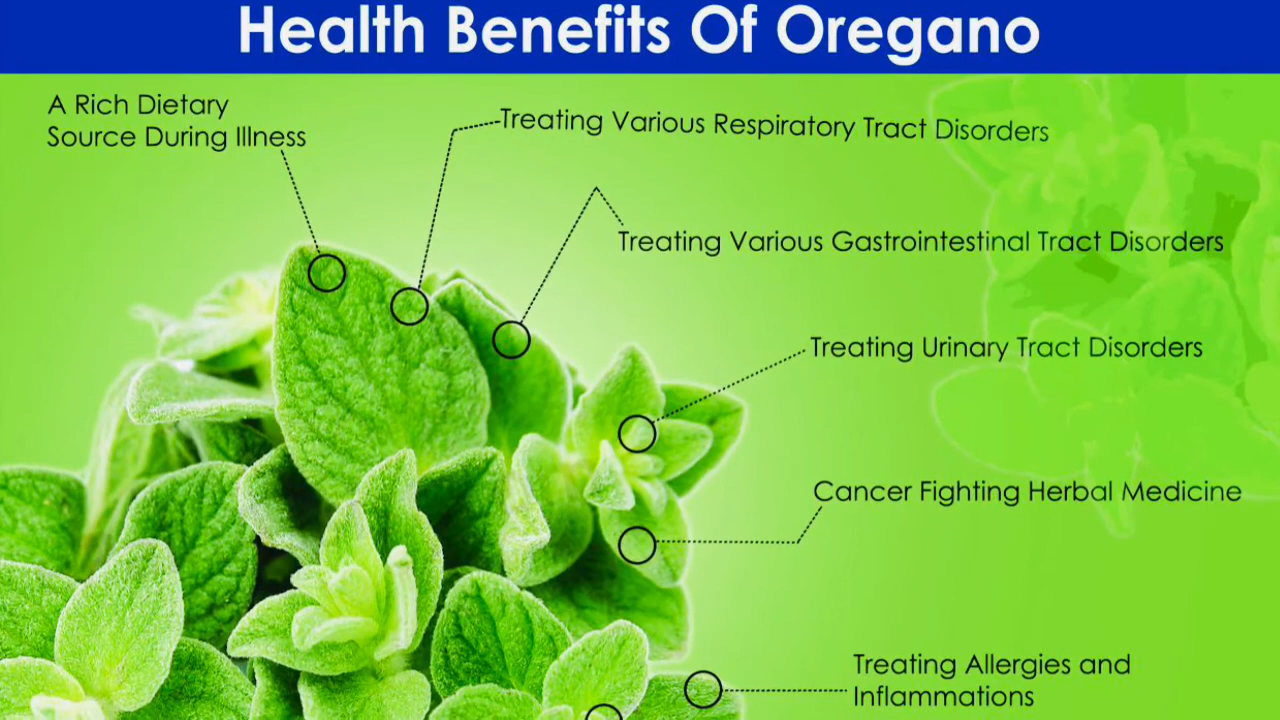 Health Benefits Of Oregano
A Rich Dietary
Source During Illness
Treating Various Respiratory Tract Disorders
Treating Various Gastrointestinal Tract Disorders
Treating Urinary Tract Disorders
Cancer Fighting Herbal Medicine
Treating Allergies and
Inflammations